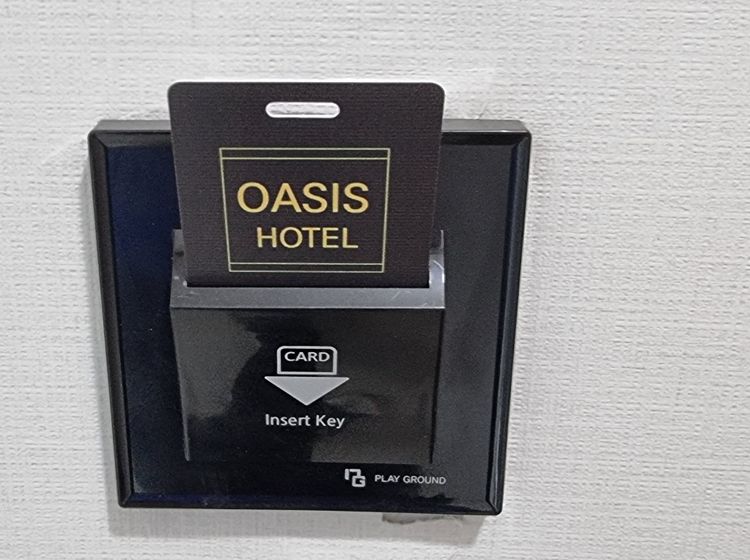 OASIS
HOTEL
CARD
Insert Key
PLAY GROUND